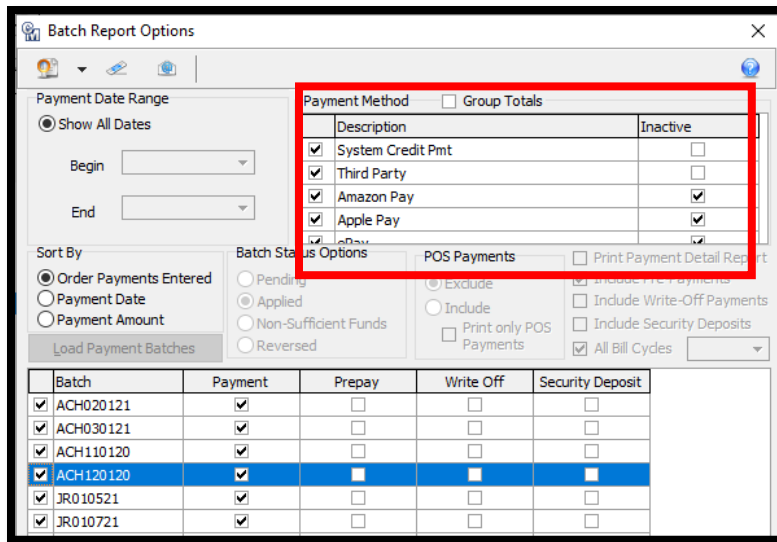 Batch Report Options
Payment Date Range
Show All Dates
Begin
End
Payment Method Group Totals
Description Inactive
System Credit Pmt
Third Party
Amazon Pay
Apple Pay
ePay
Sort By
Order Payments Entered
Payment Date
Payment Amount
Load Payment Batches
Batch Status Options
Pending
Applied
Non-Sufficient Funds
Reversed
POS Payments
Exclude
Include
Print only POS
Payments
Print Payment Detail Report
Include Pre-Payments
Include Write-Off Payments
Include Security Deposits
All Bill Cycles
Batch Payment Prepay Write Off Security Deposit
ACH020121
ACH030121
ACH110120
ACH120120
JR010521
JR010721